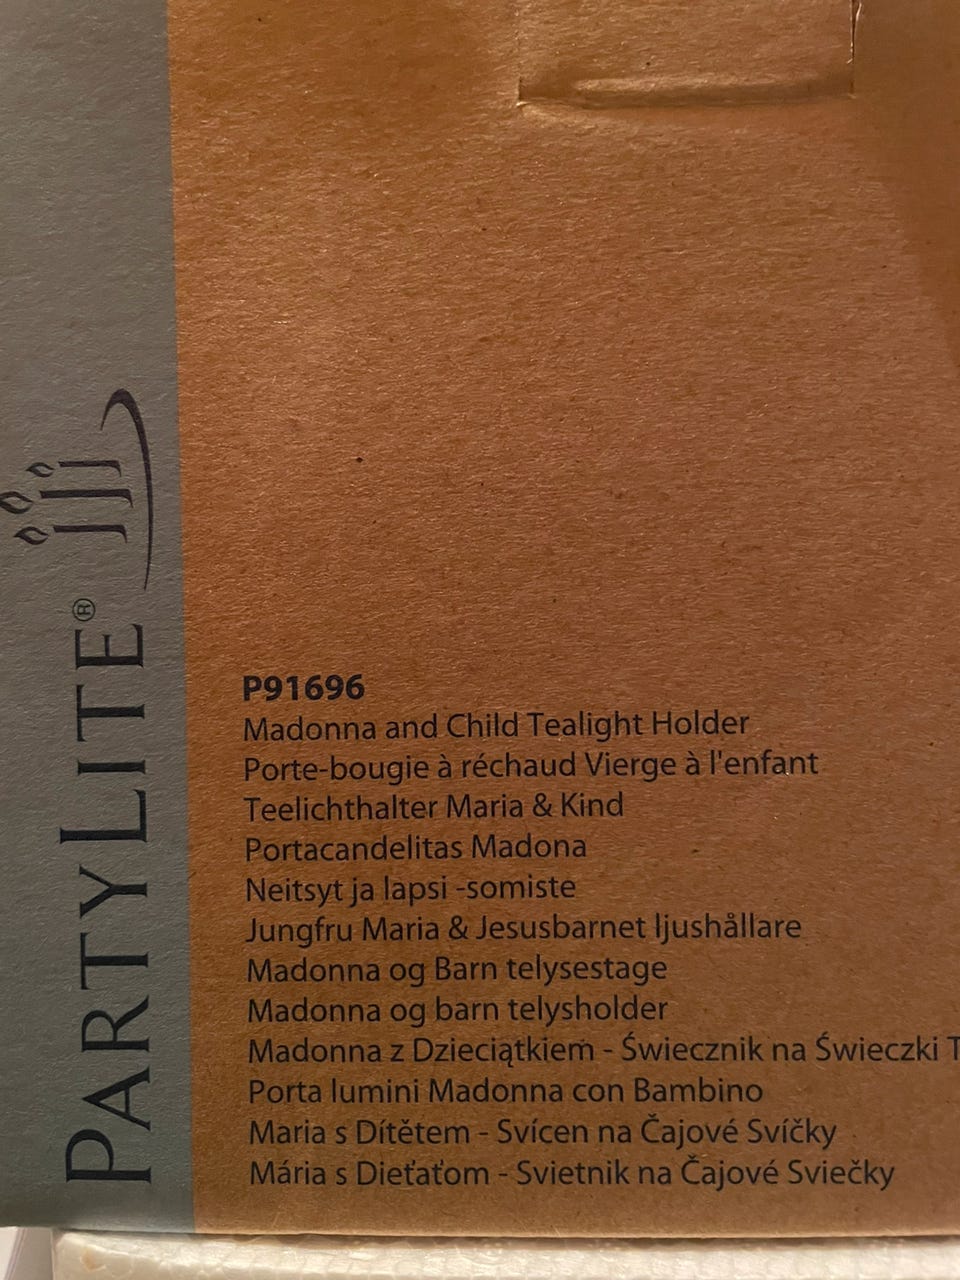 PARTYLITE®
P91696
Madonna and Child Tealight Holder
Porte-bougie à réchaud Vierge à l'enfant
Teelichthalter Maria & Kind
Portacandelitas Madona
Neitsyt ja lapsi -somiste
Jungfru Maria & Jesusbarnet ljushållare
Madonna og Barn telysestage
Madonna og barn telysholder
Madonna z Dzieciątkiem - Świecznik na Świeczki T
Porta lumini Madonna con Bambino
Maria s Dítětem - Svícen na Čajové Svíčky
Mária s Dieťaťom - Svietnik na Čajové Sviečky